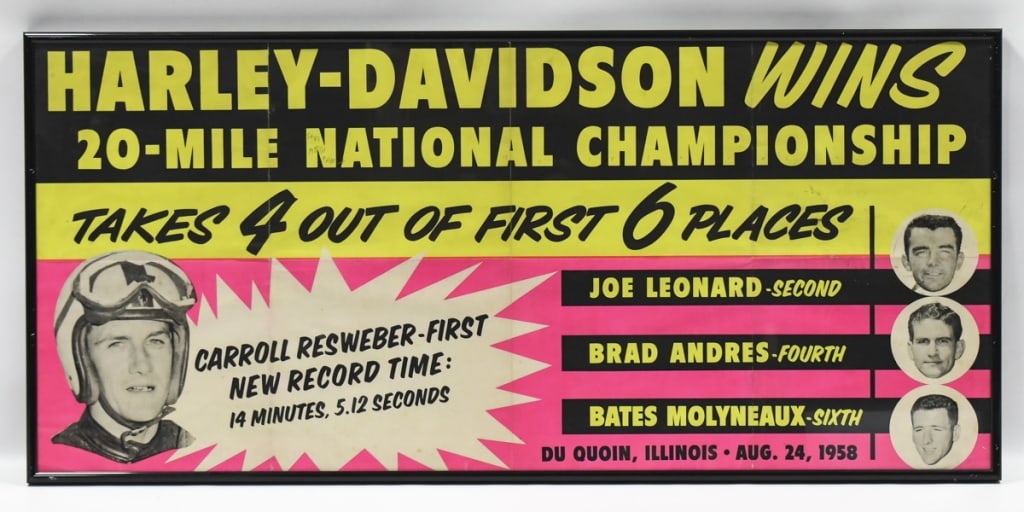 HARLEY-DAVIDSON WINS
20-MILE NATIONAL CHAMPIONSHIP
TAKES 4 OUT OF FIRST 6 PLACES
CARROLL RESWEBER-FIRST
NEW RECORD TIME:
14 MINUTES, 5.12 SECONDS
JOE LEONARD-SECOND
BRAD ANDRES-FOURTH
BATES MOLYNEAUX-SIXTH
DU QUOIN, ILLINOIS • AUG. 24, 1958